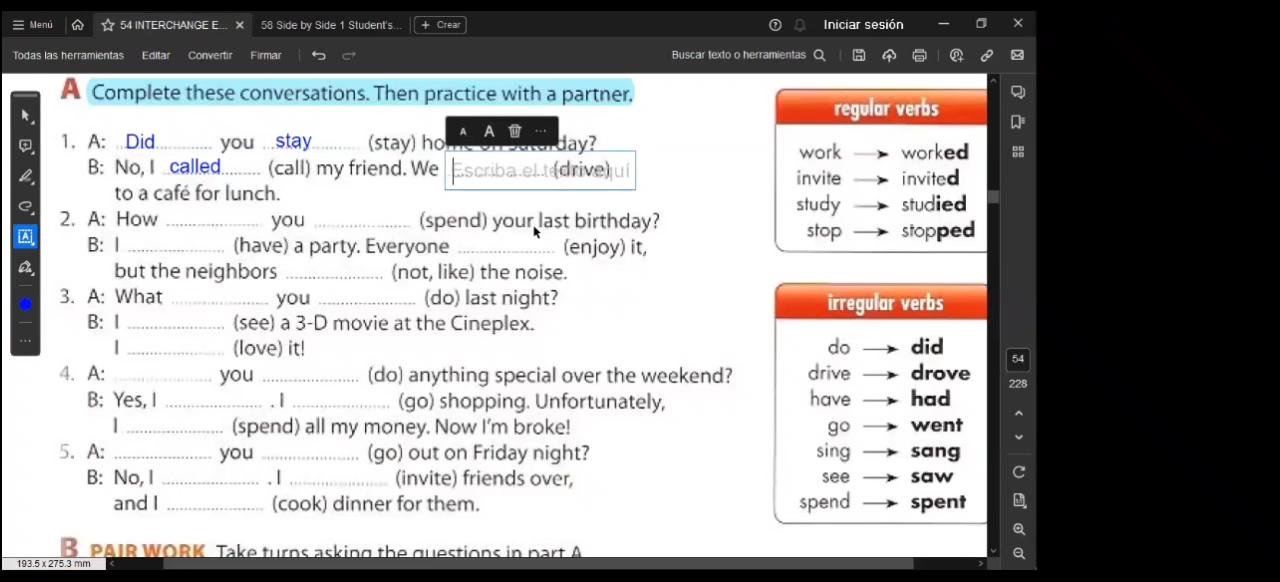 Menú
54 INTERCHANGE E...
58 Side by Side 1 Student's...
+ Crear
Iniciar sesión
Todas las herramientas Editar Convertir Firmar
Buscar texto o herramientas
A Complete these conversations. Then practice with a partner.
1. A: Did you stay (stay) home on Saturday?
B: No, I called (call) my friend. We Escriba el texto aquí (drive)
to a café for lunch.
2. A: How ............ you ............ (spend) your last birthday?
B: I ............ (have) a party. Everyone ............ (enjoy) it,
but the neighbors ............ (not, like) the noise.
3. A: What ............ you ............ (do) last night?
B: I ............ (see) a 3-D movie at the Cineplex.
I ............ (love) it!
4. A: ............ you ............ (do) anything special over the weekend?
B: Yes, I ............ . I ............ (go) shopping. Unfortunately,
I ............ (spend) all my money. Now I'm broke!
5. A: ............ you ............ (go) out on Friday night?
B: No, I ............ . I ............ (invite) friends over,
and I ............ (cook) dinner for them.
B PAIR WORK Take turns asking the questions in part A.
regular verbs
work → worked
invite → invited
study → studied
stop → stopped
irregular verbs
do → did
drive → drove
have → had
go → went
sing → sang
see → saw
spend → spent
54
228
193.5 x 275.3 mm